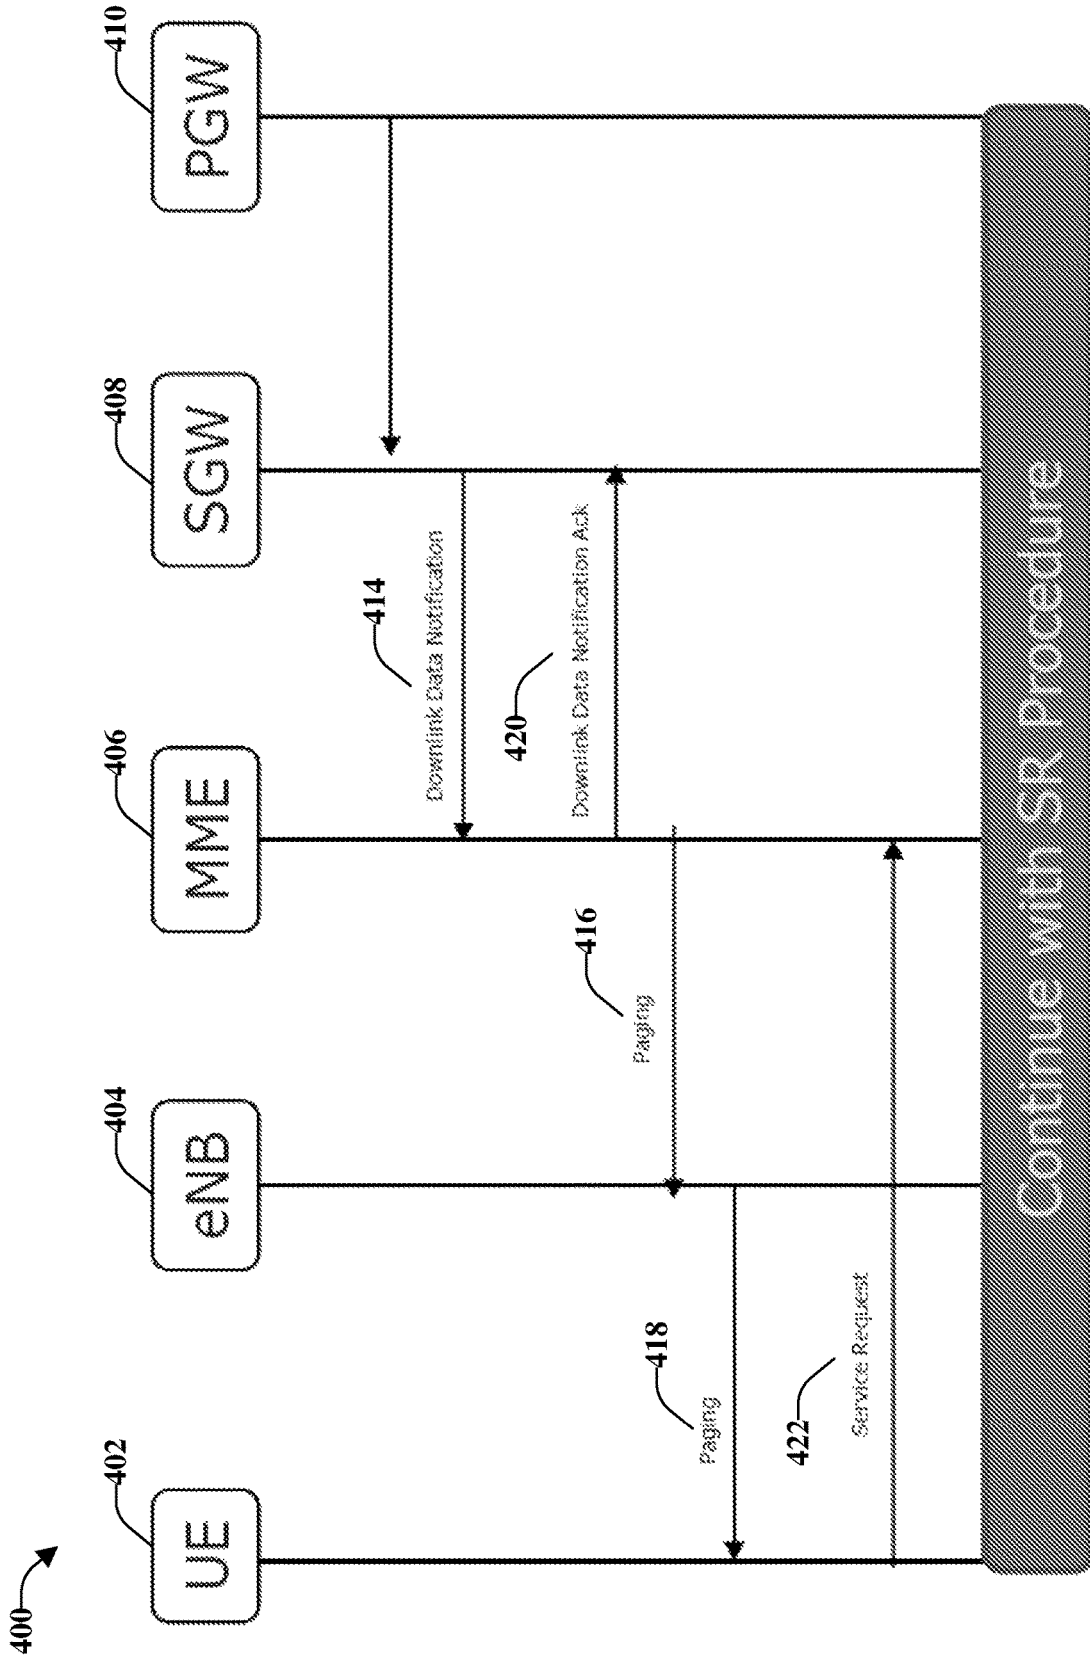 400
402
UE
404
eNB
406
MME
408
SGW
410
PGW
414
Downlink Data Notification
420
Downlink Data Notification Ack
416
Paging
418
Paging
422
Service Request
Continue with SR Procedure